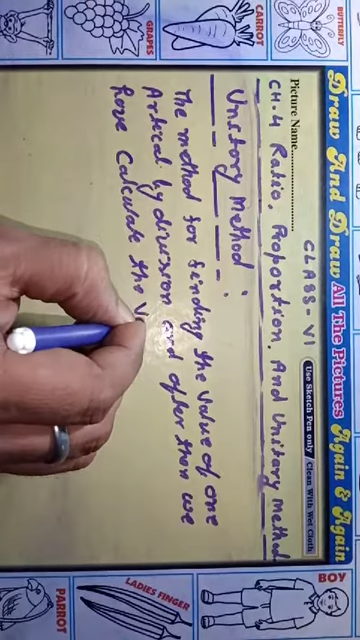 Draw And Draw All The Pictures Again & Again
BUTTERFLY
CARROT
GRAPES
CLASS - VI
Use Sketch Pen only
Clean With Wet Cloth
Picture Name
CH-4 Ratio, Proportion And Unitary Method
Unitary Method :
The method for finding the value of one
Artical by division and after then we
have Calculate the V
BOY
LADIES FINGER
PARROT